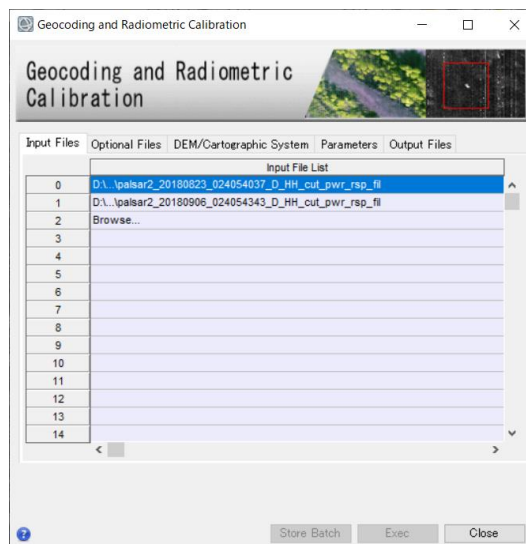 Geocoding and Radiometric Calibration
Geocoding and Radiometric
Calibration
Input Files Optional Files DEM/Cartographic System Parameters Output Files
Input File List
0 D:\...\palsar2_20180823_024054037_D_HH_cut_pwr_rsp_fil
1 D:\...\palsar2_20180906_024054343_D_HH_cut_pwr_rsp_fil
2 Browse...
3
4
5
6
7
8
9
10
11
12
13
14
Store Batch Exec Close